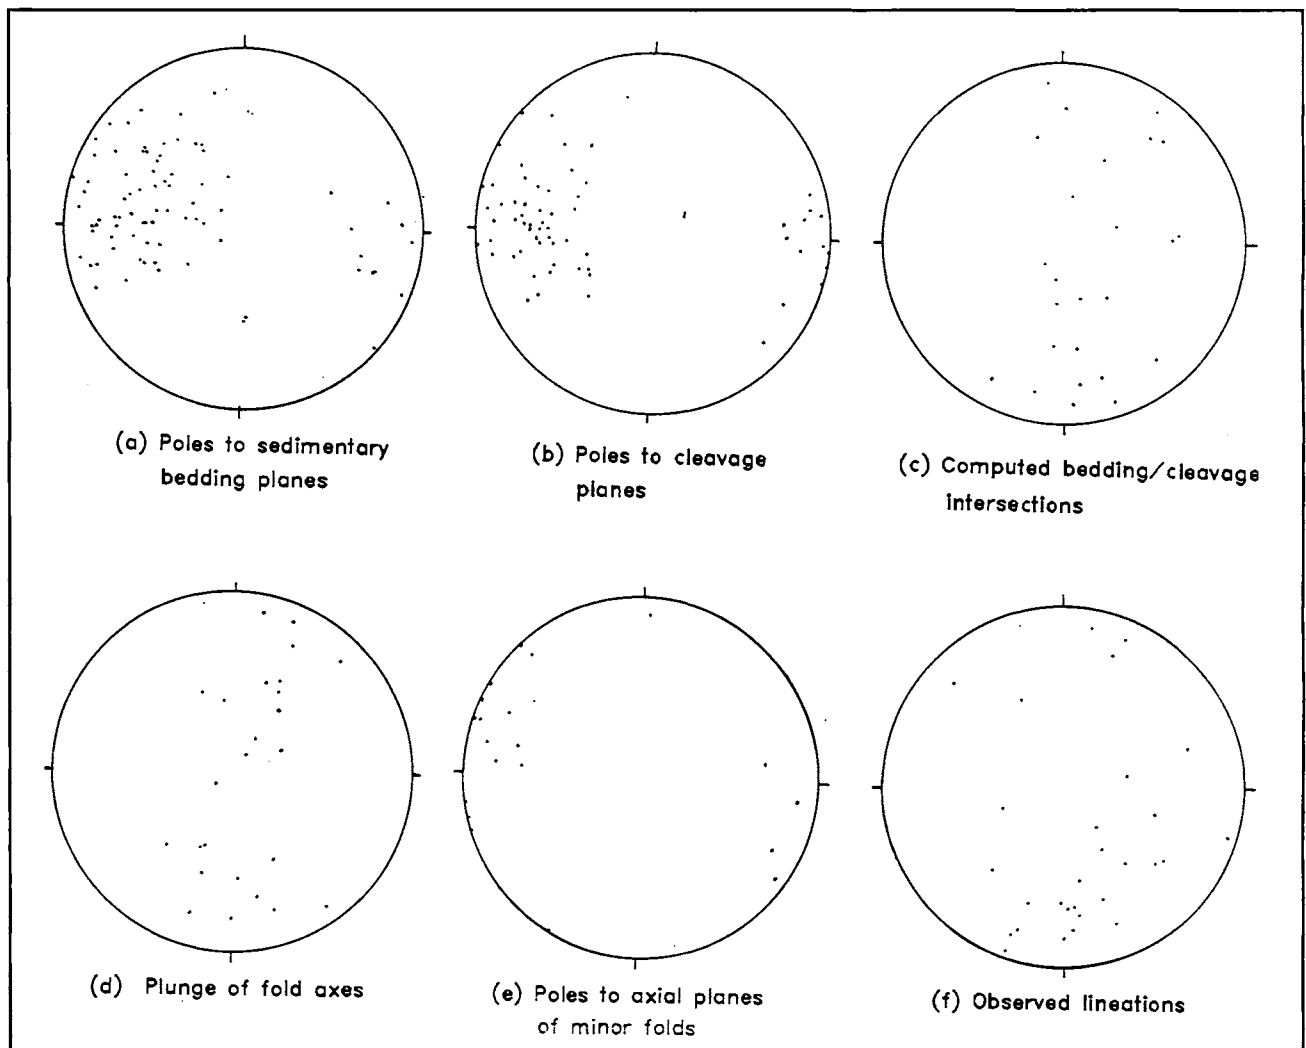 (a) Poles to sedimentary
bedding planes
(b) Poles to cleavage
planes
(c) Computed bedding/cleavage
intersections
(d) Plunge of fold axes
(e) Poles to axial planes
of minor folds
(f) Observed lineations